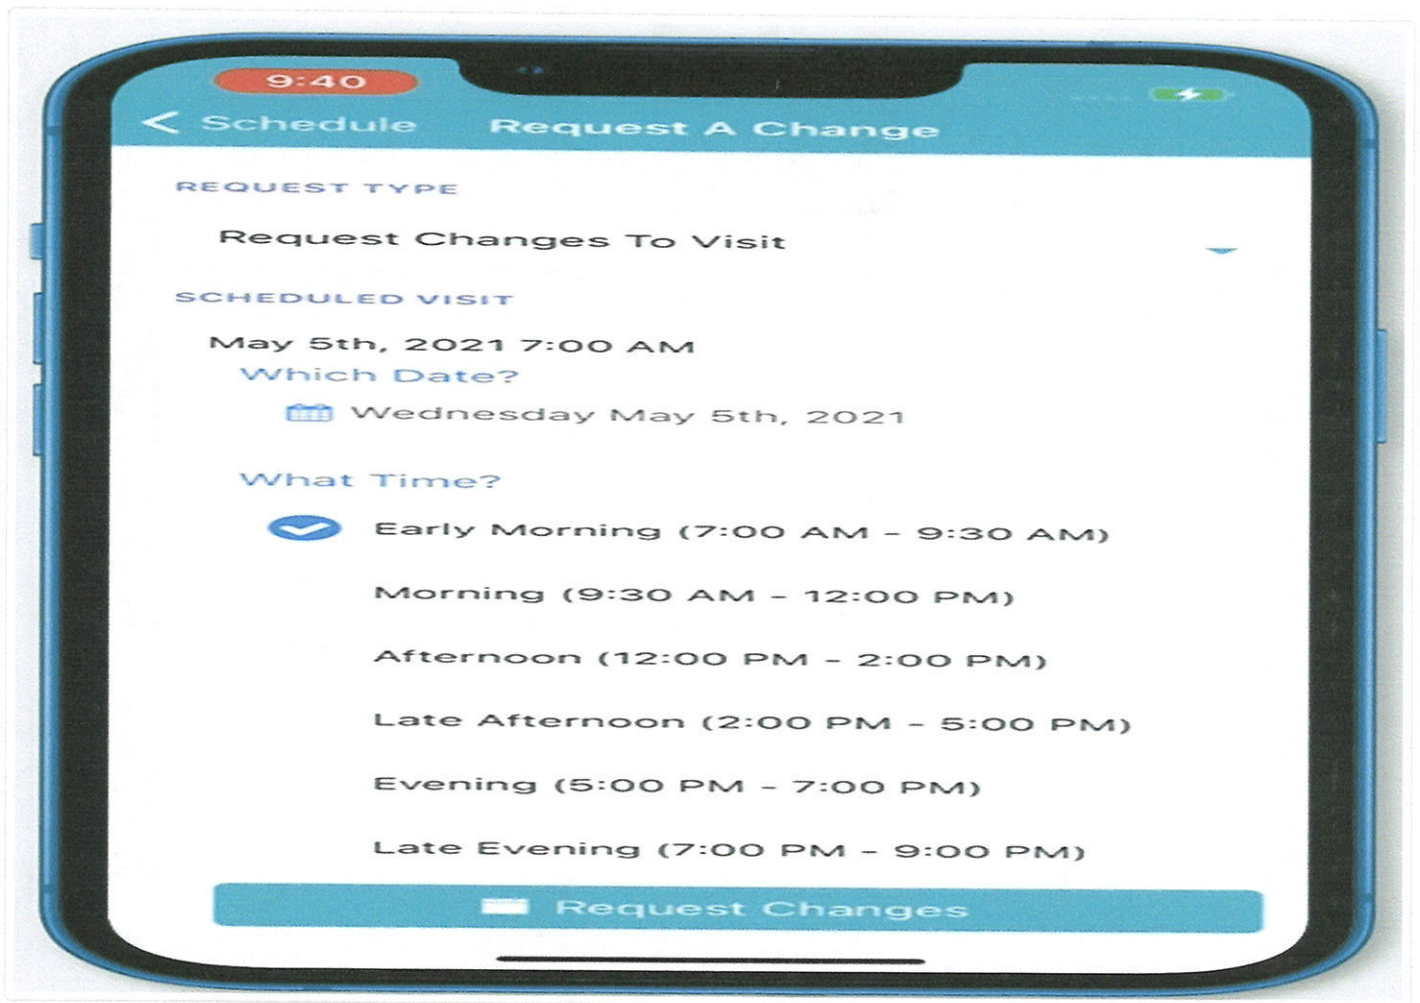 9:40
Schedule
Request A Change
REQUEST TYPE
Request Changes To Visit
SCHEDULED VISIT
May 5th, 2021 7:00 AM
Which Date?
Wednesday May 5th, 2021
What Time?
Early Morning (7:00 AM - 9:30 AM)
Morning (9:30 AM - 12:00 PM)
Afternoon (12:00 PM - 2:00 PM)
Late Afternoon (2:00 PM - 5:00 PM)
Evening (5:00 PM - 7:00 PM)
Late Evening (7:00 PM - 9:00 PM)
Request Changes